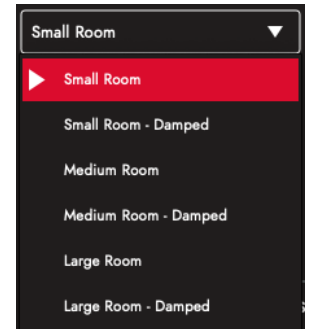 Small Room
Small Room
Small Room - Damped
Medium Room
Medium Room - Damped
Large Room
Large Room - Damped